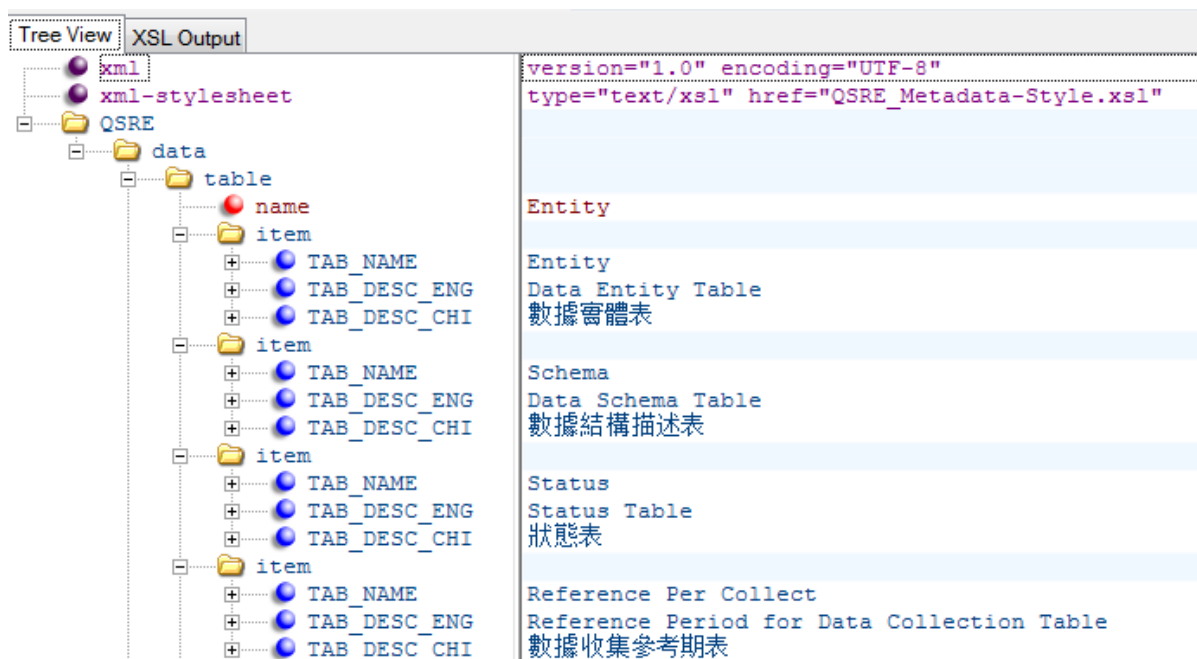 Tree View XSL Output
xml version="1.0" encoding="UTF-8"
xml-stylesheet type="text/xsl" href="QSRE_Metadata-Style.xsl"
QSRE
data
table
name Entity
item
TAB_NAME Entity
TAB_DESC_ENG Data Entity Table
TAB_DESC_CHI 數據實體表
item
TAB_NAME Schema
TAB_DESC_ENG Data Schema Table
TAB_DESC_CHI 數據結構描述表
item
TAB_NAME Status
TAB_DESC_ENG Status Table
TAB_DESC_CHI 狀態表
item
TAB_NAME Reference Per Collect
TAB_DESC_ENG Reference Period for Data Collection Table
TAB_DESC_CHI 數據收集參考期表